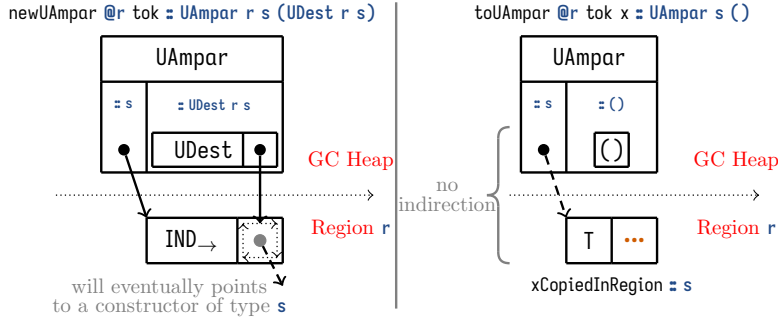 newUAmpar @r tok :: UAmpar r s (UDest r s)
UAmpar
:: s
:: UDest r s
UDest
GC Heap
IND→
Region r
will eventually points
to a constructor of type s
toUAmpar @r tok x :: UAmpar s ()
UAmpar
:: s
:: ()
()
no
indirection
GC Heap
T
•••
Region r
xCopiedInRegion :: s